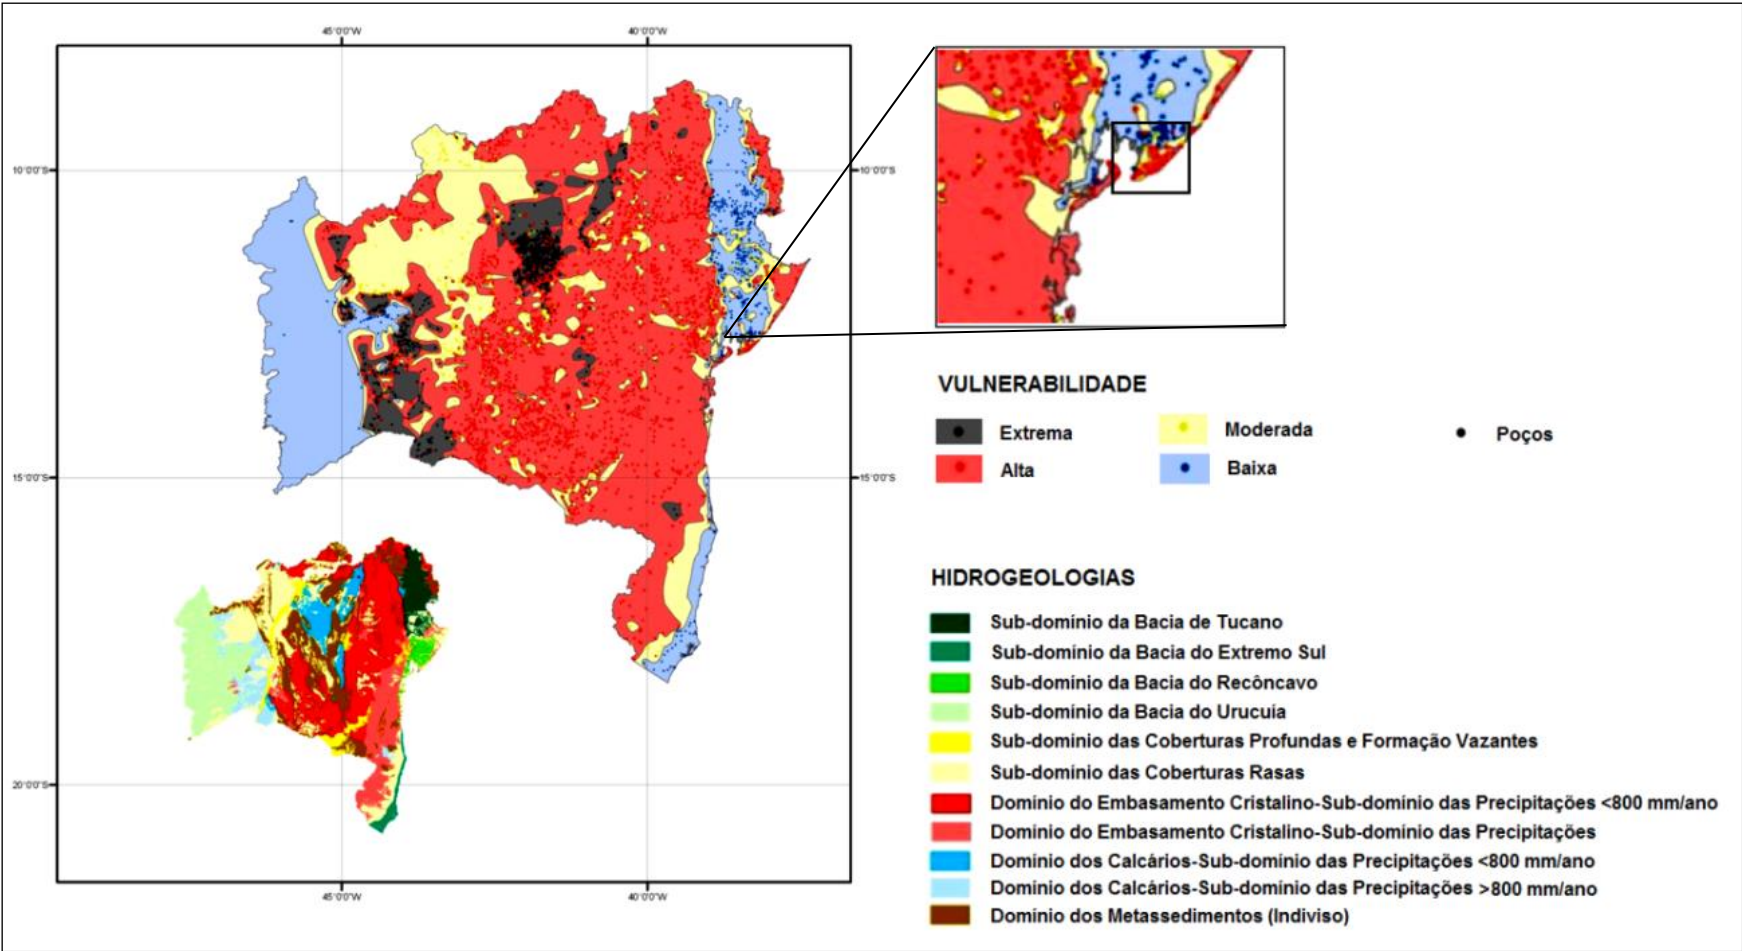 45°0'0"W
40°0'0"W
10°0'0"S
10°0'0"S
15°0'0"S
15°0'0"S
20°0'0"S
45°0'0"W
40°0'0"W
VULNERABILIDADE
Extrema
Moderada
Poços
Alta
Baixa
HIDROGEOLOGIAS
Sub-domínio da Bacia de Tucano
Sub-domínio da Bacia do Extremo Sul
Sub-domínio da Bacia do Recôncavo
Sub-domínio da Bacia do Urucuia
Sub-domínio das Coberturas Profundas e Formação Vazantes
Sub-domínio das Coberturas Rasas
Domínio do Embasamento Cristalino-Sub-domínio das Precipitações <800 mm/ano
Domínio do Embasamento Cristalino-Sub-domínio das Precipitações
Domínio dos Calcários-Sub-domínio das Precipitações <800 mm/ano
Domínio dos Calcários-Sub-domínio das Precipitações >800 mm/ano
Domínio dos Metassedimentos (Indiviso)